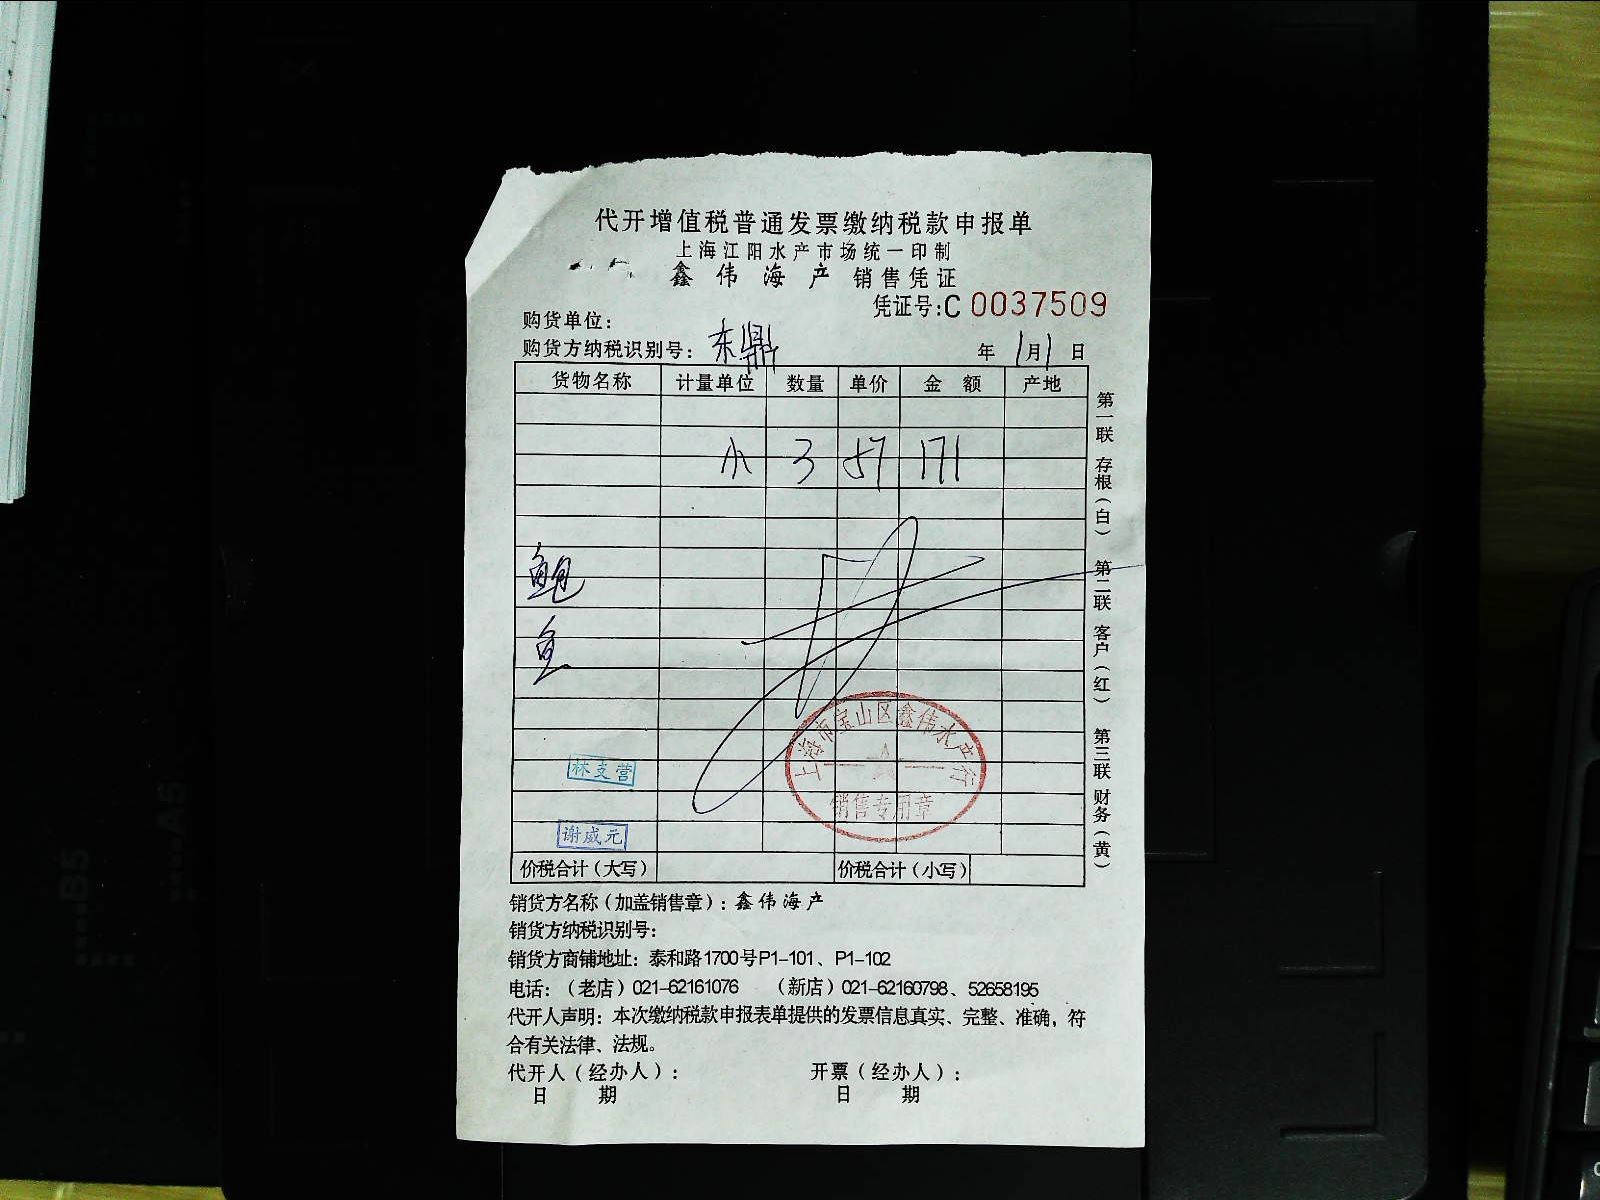 代开增值税普通发票缴纳税款申报单
上海江阳水产市场统一印制
鑫伟海产 销售凭证
凭证号:C 0037509
购货单位:
购货方纳税识别号: 东鼎 年 1月1日
货物名称 计量单位 数量 单价 金额 产地
小 3 57 171
鲍
鱼
上海市宝山区鑫伟水产行
销售专用章
林支营
谢威元
价税合计(大写) 价税合计(小写)
第一联 存根(白) 第二联 客户(红) 第三联 财务(黄)
销货方名称(加盖销售章):鑫伟海产
销货方纳税识别号:
销货方商铺地址:泰和路1700号P1-101、P1-102
电话:(老店)021-62161076 (新店)021-62160798、52658195
代开人声明:本次缴纳税款申报表单提供的发票信息真实、完整、准确,符
合有关法律、法规。
代开人(经办人): 开票(经办人):
日 期 日 期
B5
A5